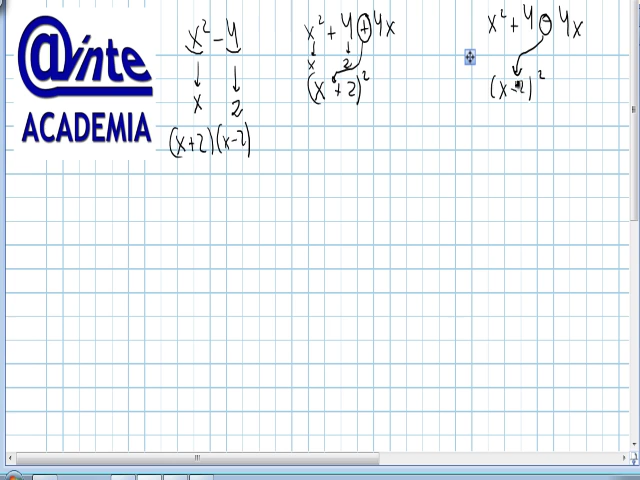 @inte
ACADEMIA
x² - 4
x 2
(x+2)(x-2)
x² + 4 + 4x
x 2
(x + 2)²
x² + 4 - 4x
(x - 2)²